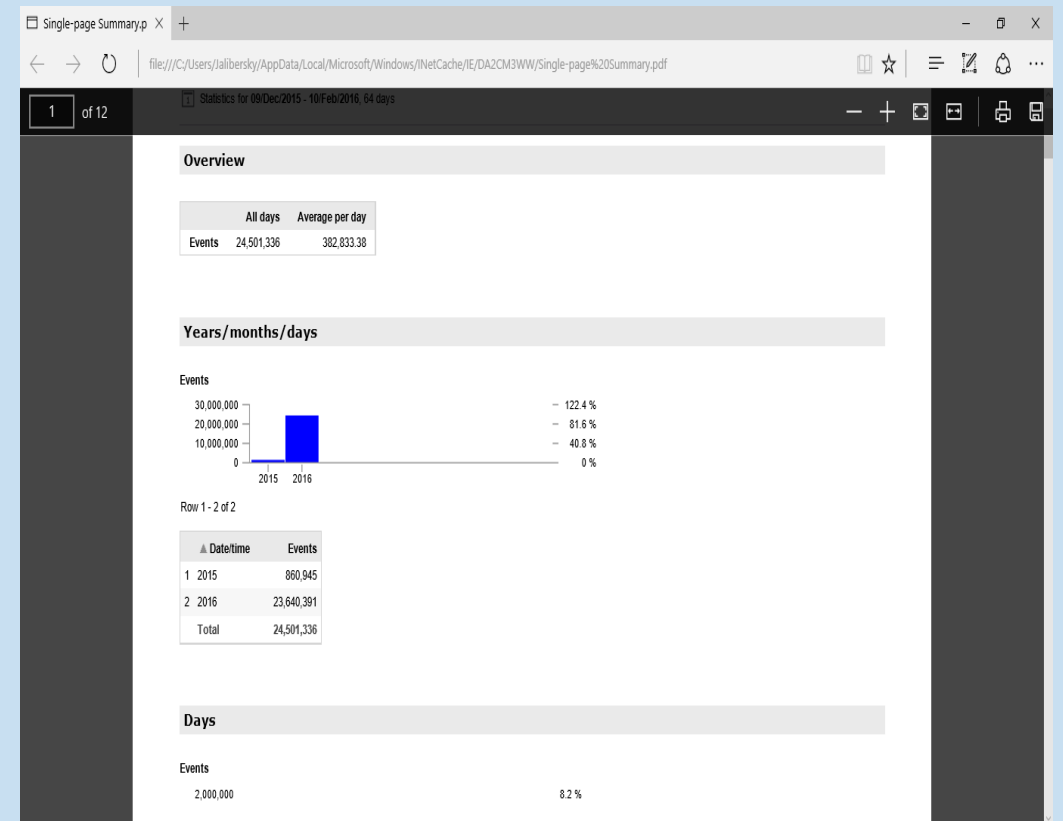 Single-page Summary.p
file:///C:/Users/Jalibersky/AppData/Local/Microsoft/Windows/INetCache/IE/DA2CM3WW/Single-page%20Summary.pdf
1 of 12
Statistics for 09/Dec/2015 - 10/Feb/2016, 64 days
Overview
All days Average per day
Events 24,501,336 382,833.38
Years/months/days
Events
30,000,000 122.4 %
20,000,000 81.6 %
10,000,000 40.8 %
0 0 %
2015 2016
Row 1 - 2 of 2
Date/time Events
1 2015 860,945
2 2016 23,640,391
Total 24,501,336
Days
Events
2,000,000 8.2 %